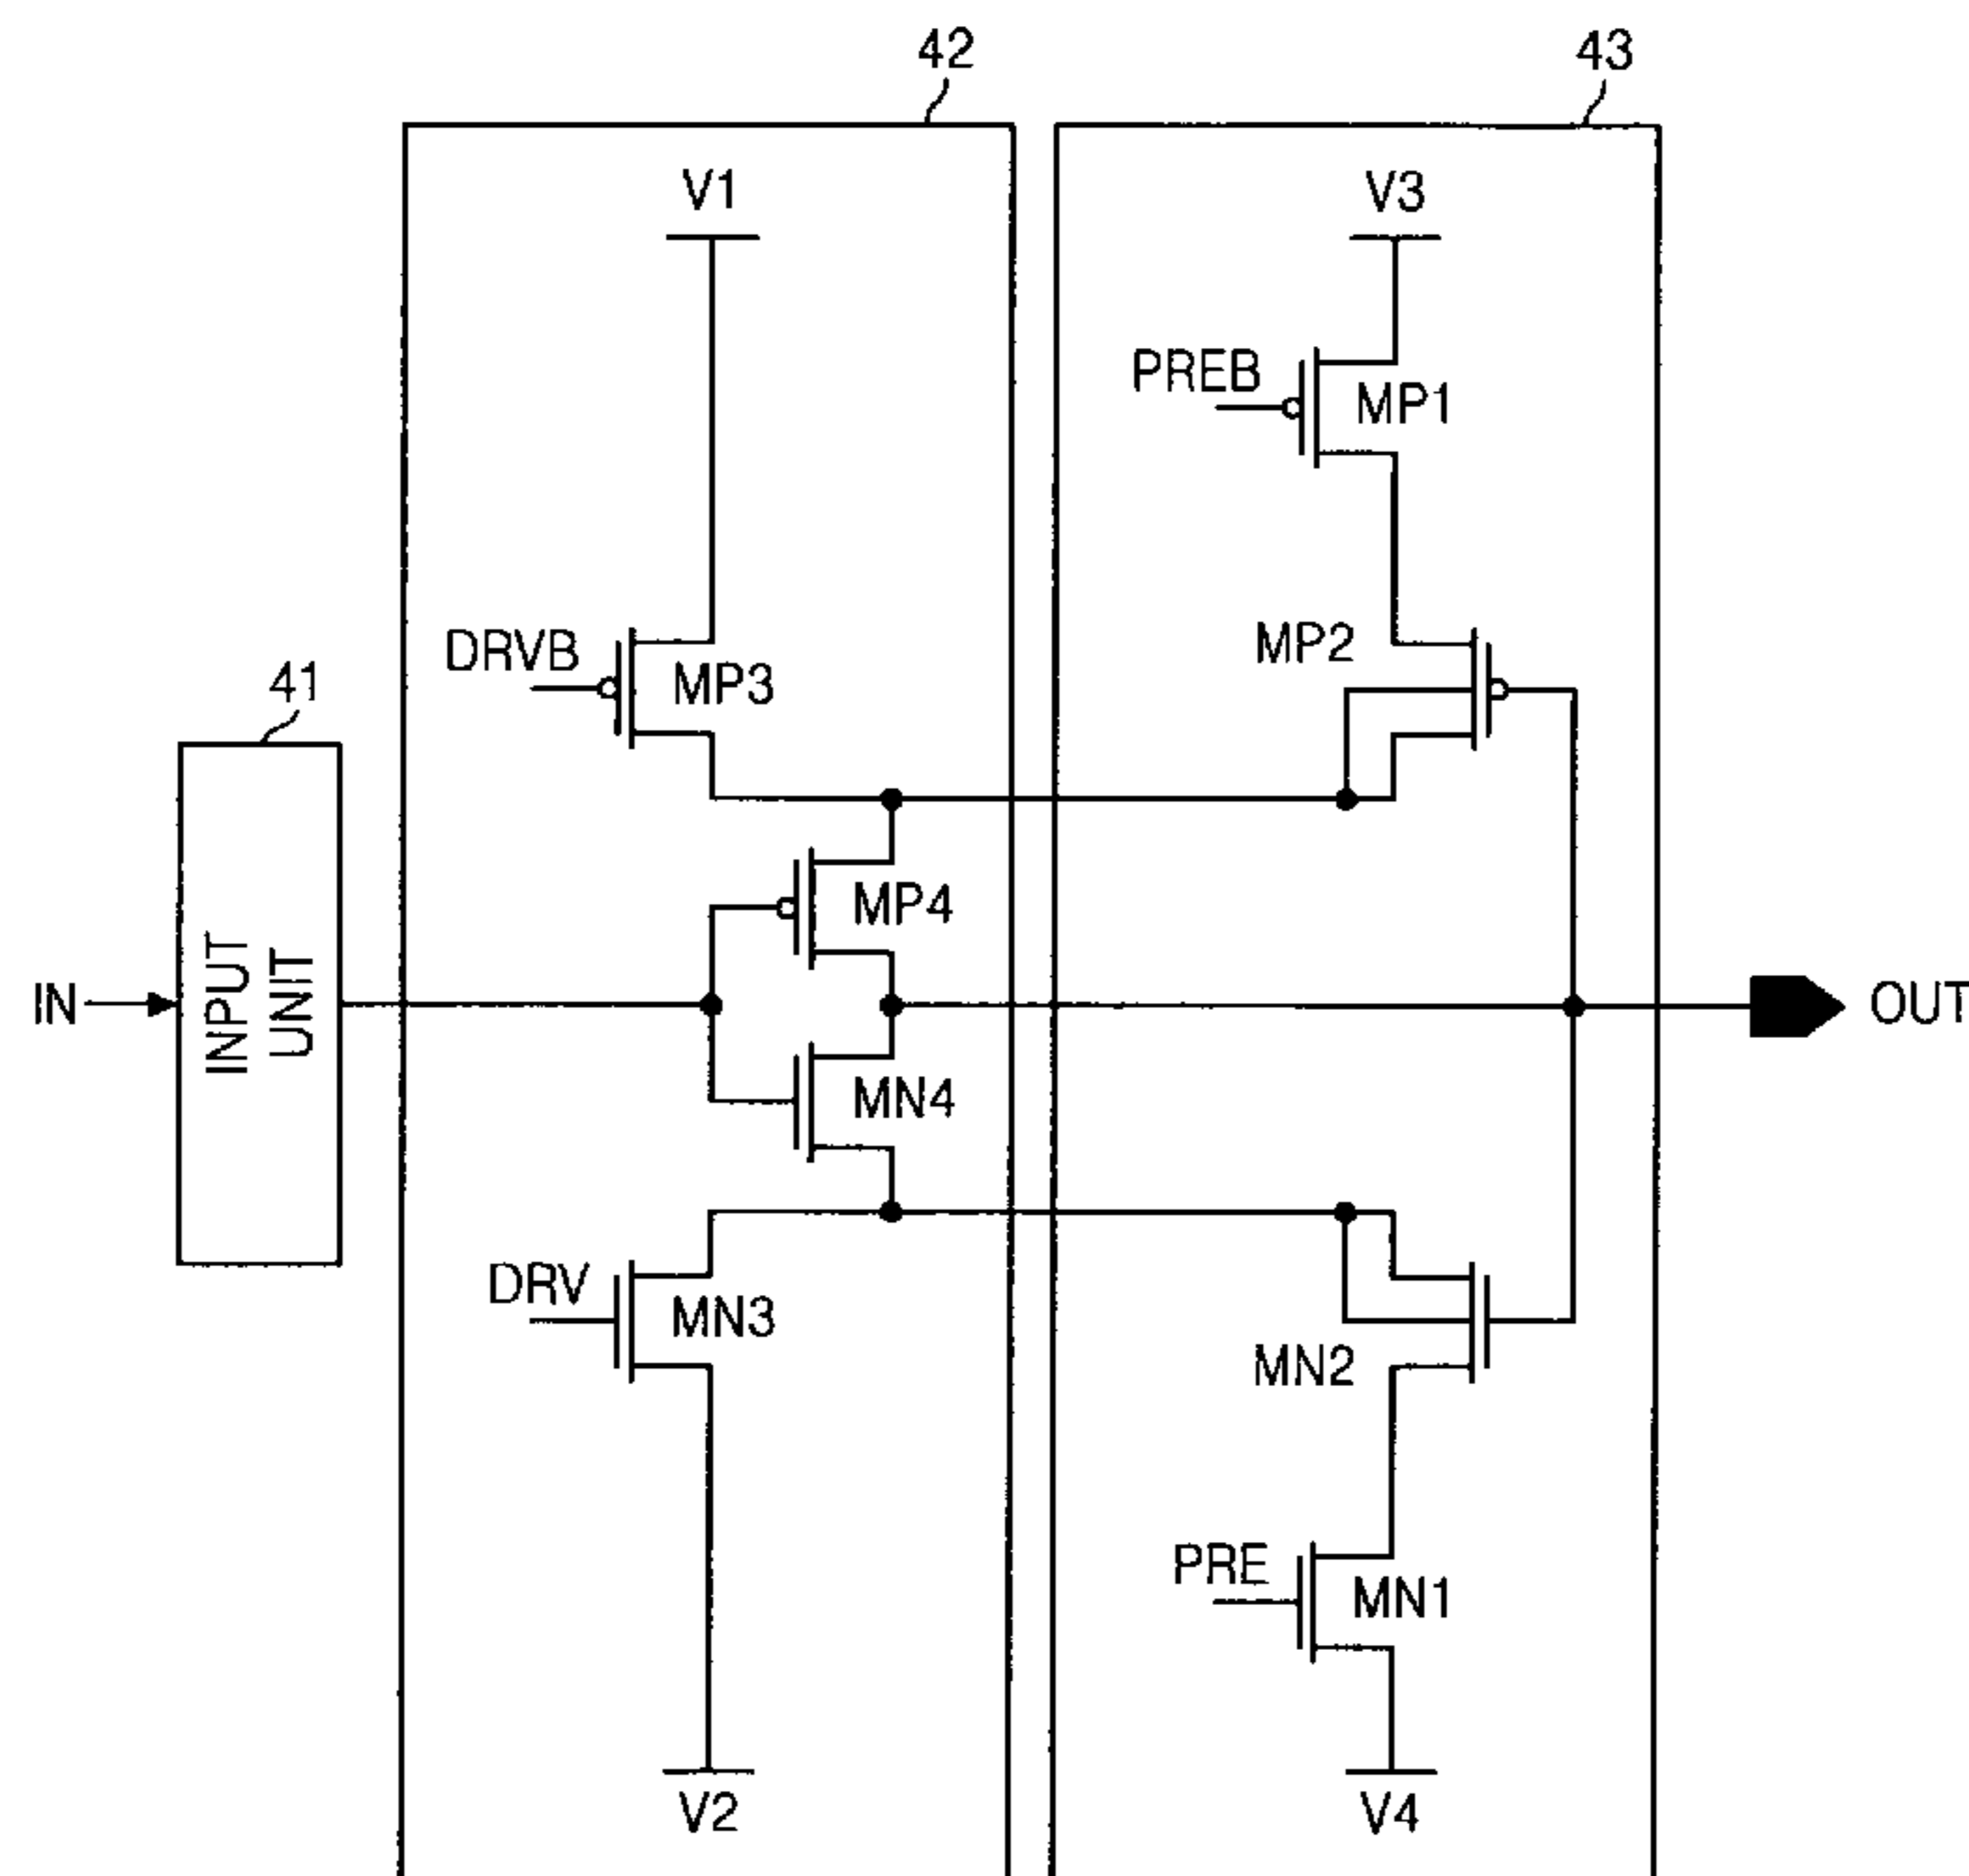 42
43
V1
V3
PREB
MP1
DRVB
MP3
MP2
41
INPUT
UNIT
IN
MP4
OUT
MN4
DRV
MN3
MN2
PRE
MN1
V2
V4